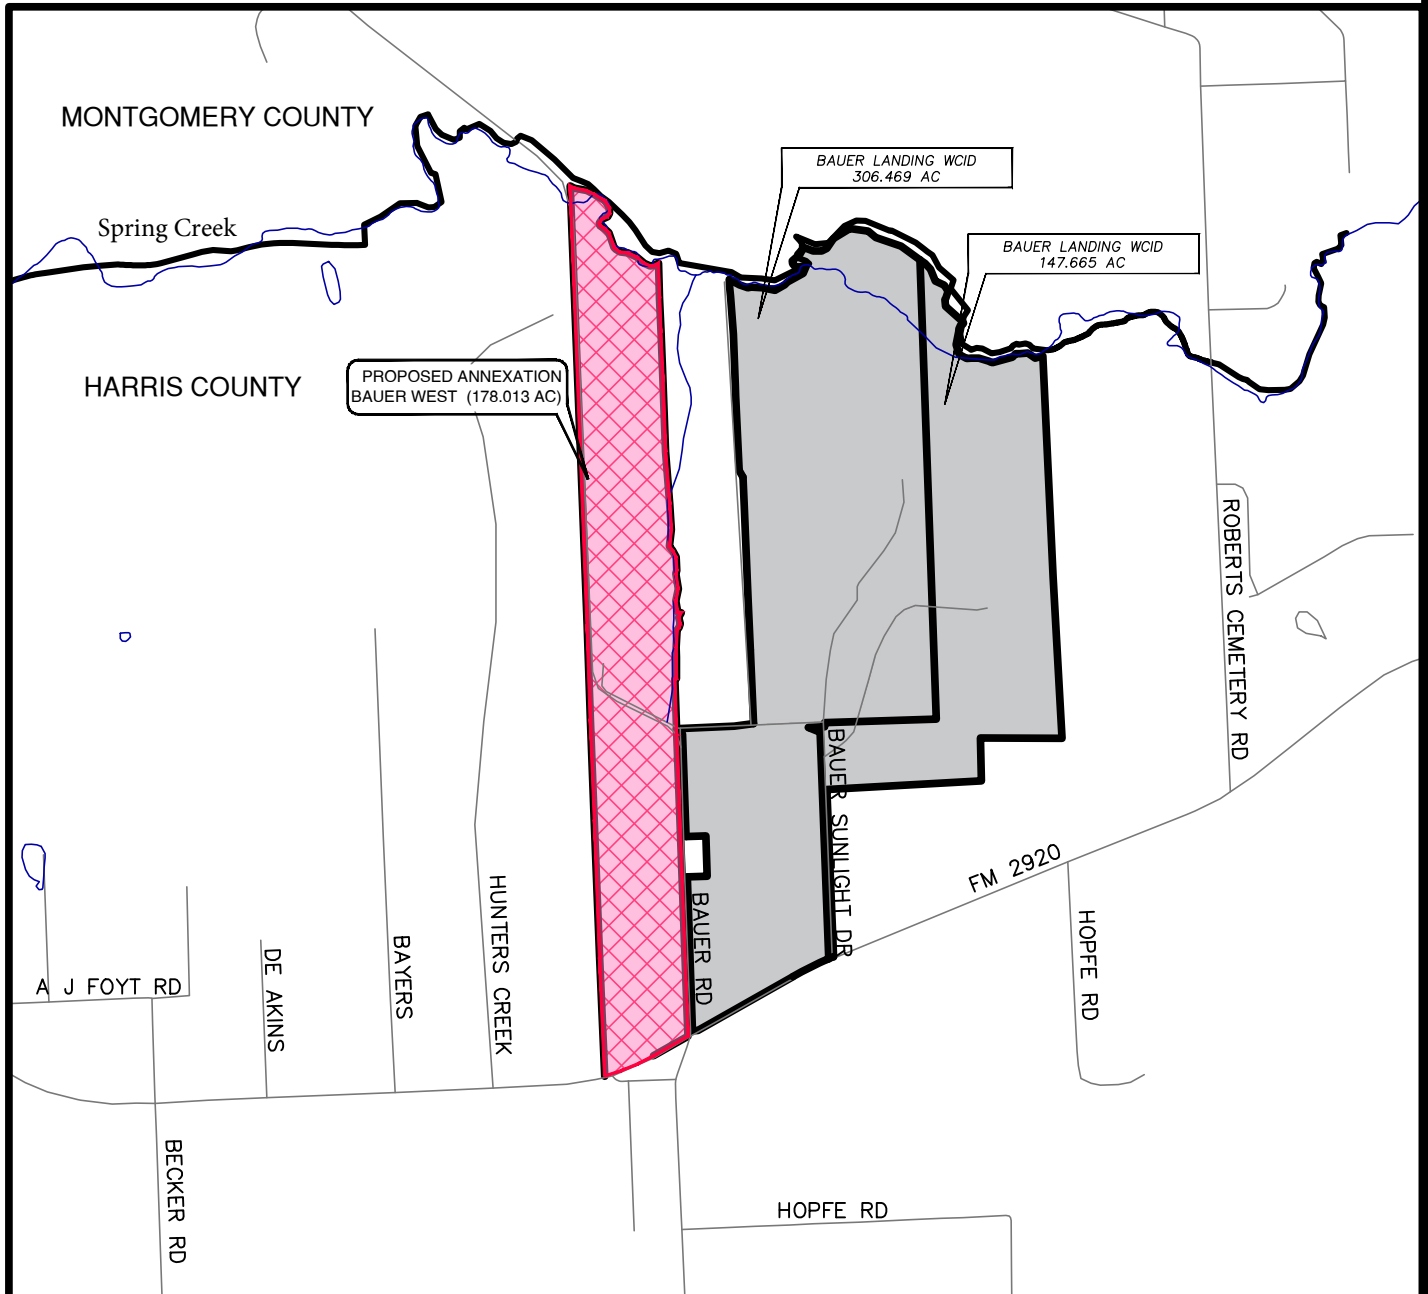 MONTGOMERY COUNTY
BAUER LANDING WCID
306.469 AC
Spring Creek
BAUER LANDING WCID
147.665 AC
HARRIS COUNTY
PROPOSED ANNEXATION
BAUER WEST (178.013 AC)
ROBERTS CEMETERY RD
BAUER SUNLIGHT DR
FM 2920
HUNTERS CREEK
BAUER RD
HOPFE RD
BAYERS
DE AKINS
A J FOYT RD
BECKER RD
HOPFE RD